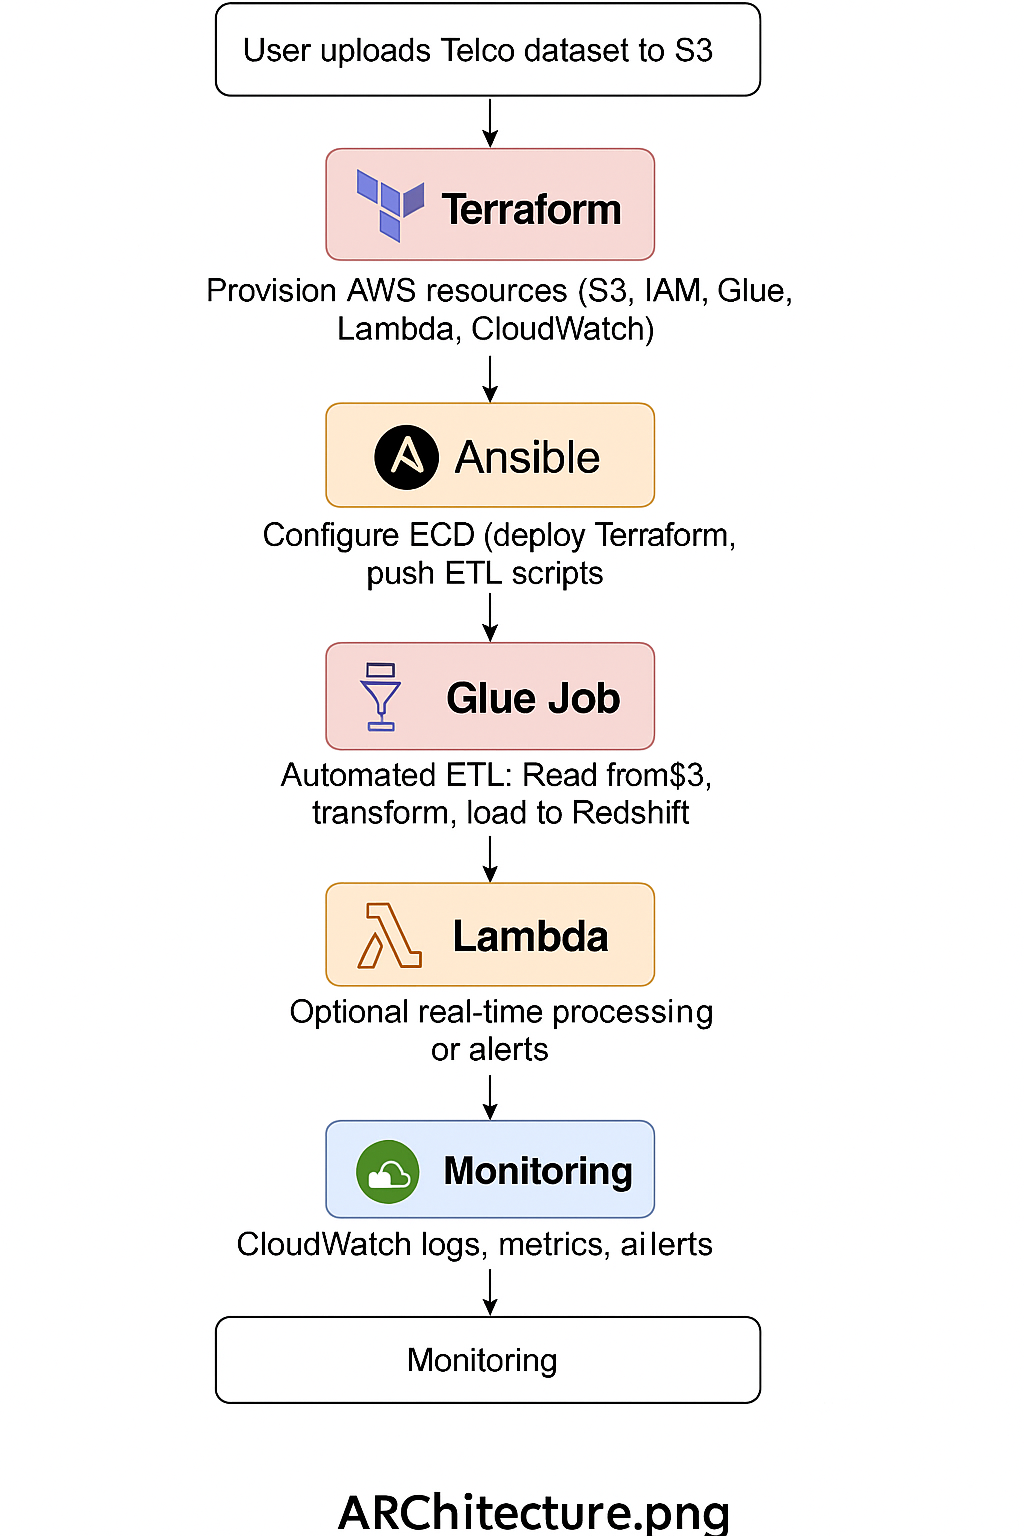 User uploads Telco dataset to S3
Terraform
Provision AWS resources (S3, IAM, Glue,
Lambda, CloudWatch)
Ansible
Configure ECD (deploy Terraform,
push ETL scripts
Glue Job
Automated ETL: Read from$3,
transform, load to Redshift
Lambda
Optional real-time processing
or alerts
Monitoring
CloudWatch logs, metrics, ailerts
Monitoring
ARChitecture.png